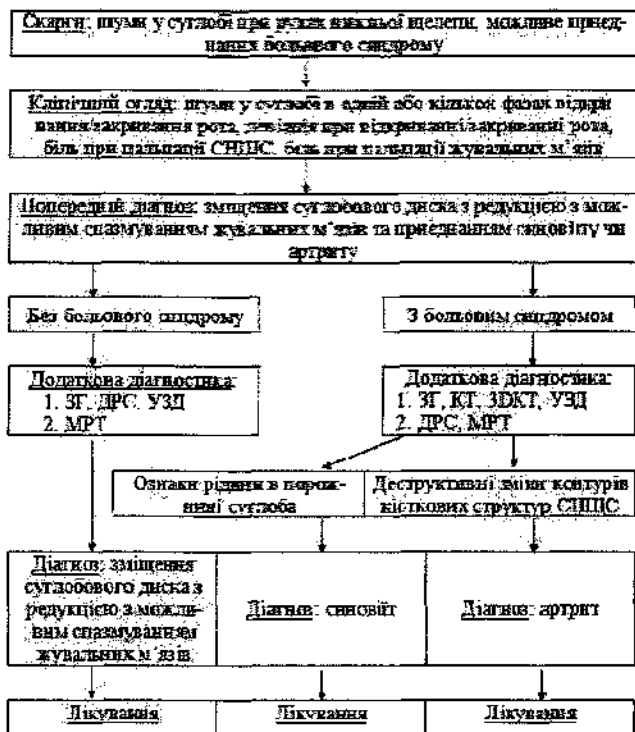 Скарги: шуми у суглобі при рухах нижньої щелепи, можливе приєд-
нання больового синдрому
Клінічний огляд: шуми у суглобі в одній або кількох фазах відкри
вання/закривання рота, девіація при відкриванні/закриванні рота,
біль при пальпації СНЩС, біль при пальпації жувальних м’язів
Попередній діагноз: зміщення суглобового диска з редукцією з мож-
ливим спазмуванням жувальних м’язів та приєднанням синовіту чи
артриту
Без больового синдрому
З больовим синдромом
Додаткова діагностика:
1. ЗГ, ДРС, УЗД
2. МРТ
Додаткова діагностика:
1. ЗГ, КТ, 3DКТ, УЗД
2. ДРС, МРТ
Ознаки рідини в порож-
нині суглоба
Деструктивні зміни контурів
кісткових структур СНЩС
Діагноз: зміщення
суглобового диска з
редукцією з можли-
вим спазмуванням
жувальних м’язів
Діагноз: синовіїт
Діагноз: артрит
Лікування
Лікування
Лікування